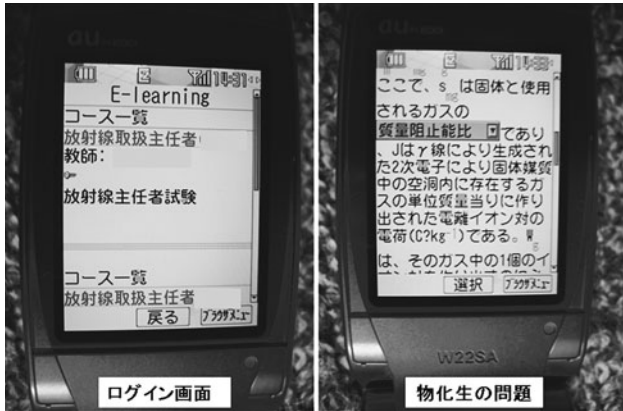 au
10:31
E-learning
コース一覧
放射線取扱主任者
教師:
放射線主任者試験
コース一覧
放射線取扱主任者
戻る ブラウザメニュー
ログイン画面
au
ここで、s は固体と使用
mg
されるガスの
質量阻止能比 であり
、Jはγ線により生成され
た2次電子により固体媒質
中の空洞内に存在するガ
スの単位質量当りに作り
出された電離イオン対の
電荷(C?kg-1)である。W
g
は、そのガス中の1個のイ
選択 ブラウザメニュー
W22SA
物化生の問題